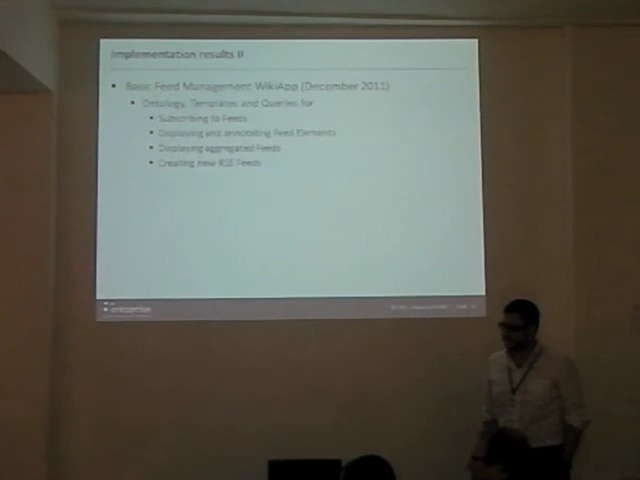 Implementation results II
Basic Feed Management WikiApp (December 2011)
Ontology, Templates and Queries for
Subscribing to Feeds
Displaying and annotating Feed Elements
Displaying aggregated Feeds
Creating new RSS Feeds